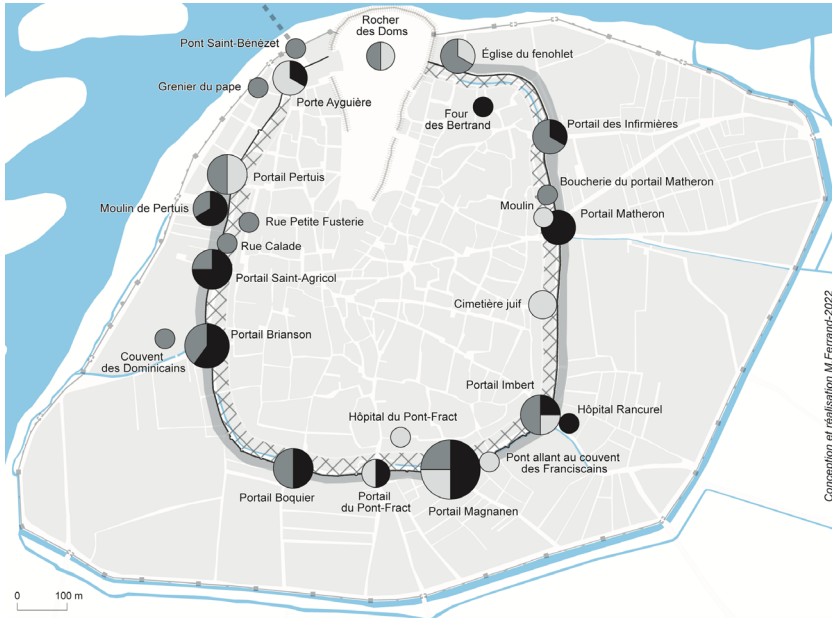 Rocher
des Doms
Pont Saint-Bénézet
Église du fenohlet
Grenier du pape
Porte Ayguière
Four
des Bertrand
Portail des Infirmières
Portail Pertuis
Boucherie du portail Matheron
Moulin
Moulin de Pertuis
Portail Matheron
Rue Petite Fusterie
Rue Calade
Portail Saint-Agricol
Cimetière juif
Portail Brianson
Couvent
des Dominicains
Portail Imbert
Hôpital Rancurel
Hôpital du Pont-Fract
Pont allant au couvent
des Franciscains
Portail Boquier
Portail
du Pont-Fract
Portail Magnanen
Conception et réalisation M Ferrand-2022
0 100 m